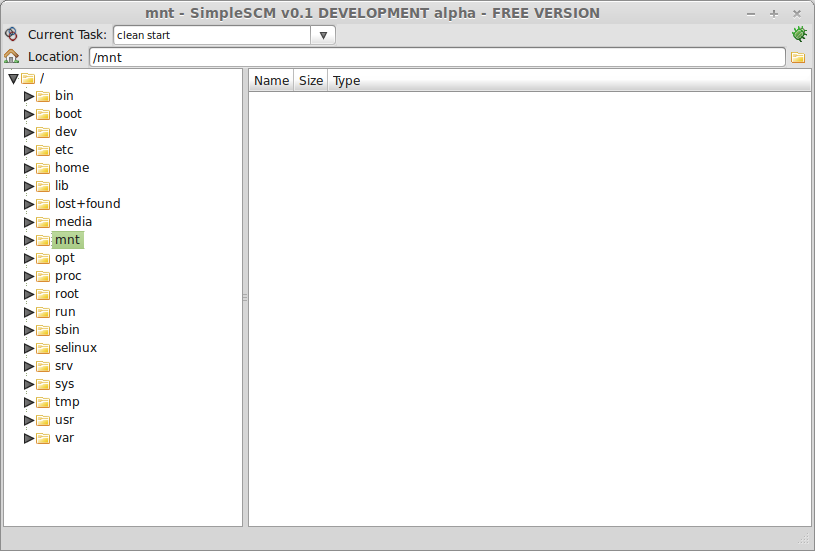 mnt - SimpleSCM v0.1 DEVELOPMENT alpha - FREE VERSION
Current Task: clean start
Location: /mnt
/
bin
boot
dev
etc
home
lib
lost+found
media
mnt
opt
proc
root
run
sbin
selinux
srv
sys
tmp
usr
var
Name Size Type